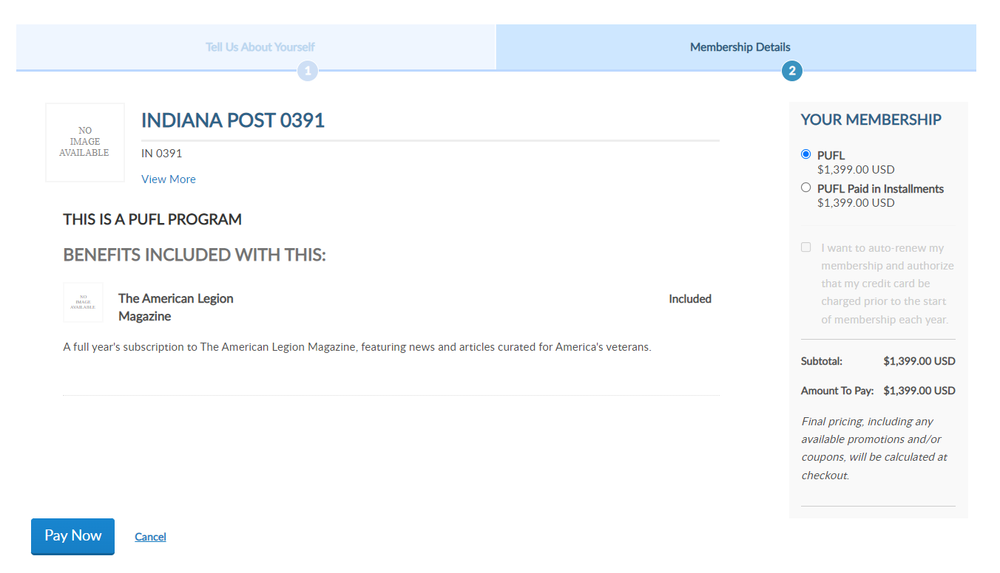 Tell Us About Yourself
1
Membership Details
2
NO
IMAGE
AVAILABLE
INDIANA POST 0391
IN 0391
View More
THIS IS A PUFL PROGRAM
BENEFITS INCLUDED WITH THIS:
NO
IMAGE
AVAILABLE
The American Legion
Magazine
Included
A full year's subscription to The American Legion Magazine, featuring news and articles curated for America's veterans.
YOUR MEMBERSHIP
PUFL
$1,399.00 USD
PUFL Paid in Installments
$1,399.00 USD
I want to auto-renew my
membership and authorize
that my credit card be
charged prior to the start
of membership each year.
Subtotal: $1,399.00 USD
Amount To Pay: $1,399.00 USD
Final pricing, including any
available promotions and/or
coupons, will be calculated at
checkout.
Pay Now
Cancel